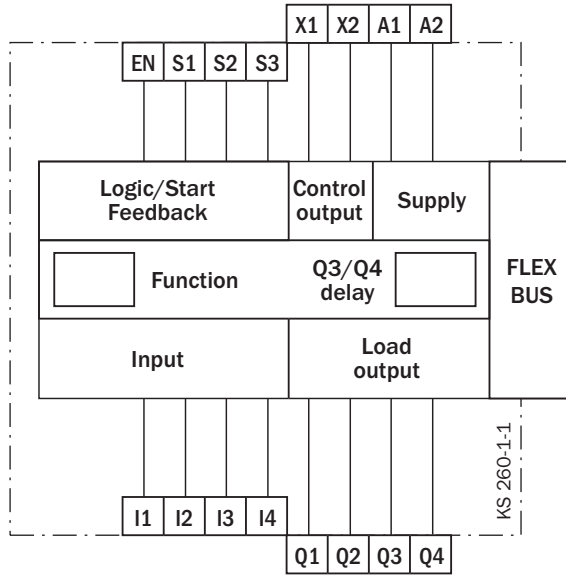 X1 X2 A1 A2
EN S1 S2 S3
Logic/Start
Feedback
Control
output
Supply
Function
Q3/Q4
delay
FLEX
BUS
Input
Load
output
KS 260-1-1
I1 I2 I3 I4
Q1 Q2 Q3 Q4